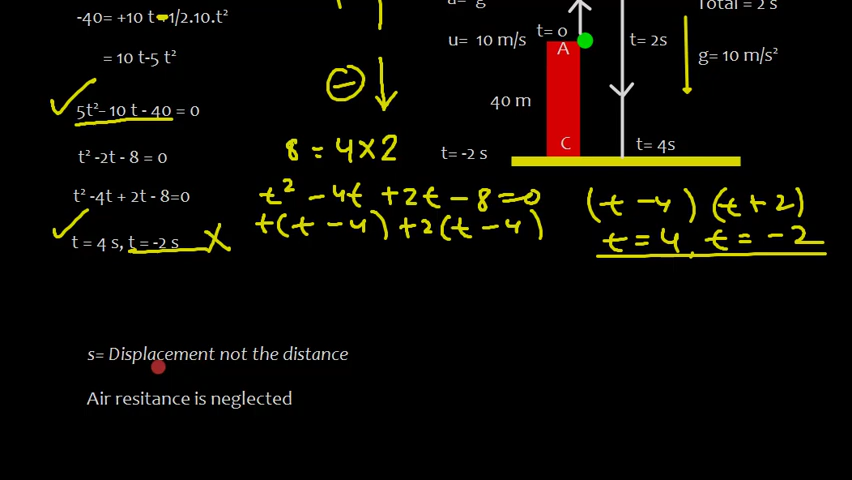 -40= +10 t-1/2.10.t²
= 10 t-5 t²
5t²– 10 t - 40 = 0
t² -2t - 8 = 0
t² -4t + 2t - 8=0
t = 4 s, t = -2 s
8 = 4 × 2
t² - 4t + 2t - 8 = 0
t(t - 4) + 2(t - 4)
(t - 4) (t + 2)
t = 4, t = - 2
u= 10 m/s
t= 0
A
40 m
C
t= -2 s
t= 2s
t= 4s
Total = 2 s
g= 10 m/s²
s= Displacement not the distance
Air resitance is neglected